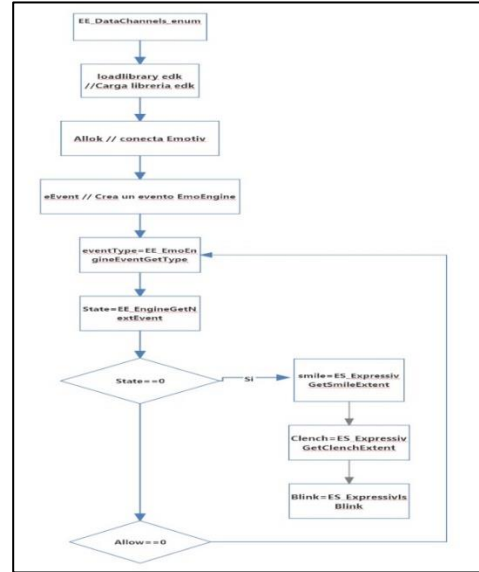 EE_DataChannels_enum
loadlibrary edk
//Carga libreria edk
Allok // conecta Emotiv
eEvent // Crea un evento EmoEngine
eventType=EE_EmoEn
gineEventGetType
State=EE_EngineGetN
extEvent
State==0
Si
smile=ES_Expressiv
GetSmileExtent
Clench=ES_Expressiv
GetClenchExtent
Blink=ES_ExpressivIs
Blink
Allow==0